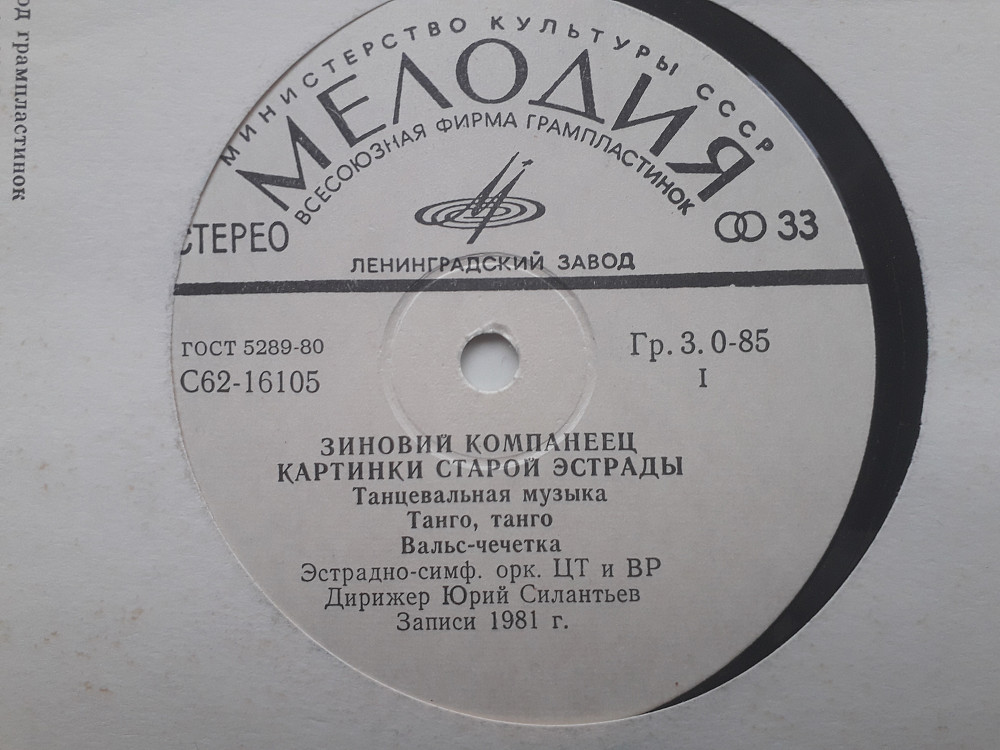 од грампластинок
МИНИСТЕРСТВО КУЛЬТУРЫ СССР
МЕЛОДИЯ
ВСЕСОЮЗНАЯ ФИРМА ГРАМПЛАСТИНОК
СТЕРЕО
33
ЛЕНИНГРАДСКИЙ ЗАВОД
ГОСТ 5289-80
Гр. 3. 0-85
С62-16105
I
ЗИНОВИЙ КОМПАНЕЕЦ
КАРТИНКИ СТАРОЙ ЭСТРАДЫ
Танцевальная музыка
Танго, танго
Вальс-чечетка
Эстрадно-симф. орк. ЦТ и ВР
Дирижер Юрий Силантьев
Записи 1981 г.